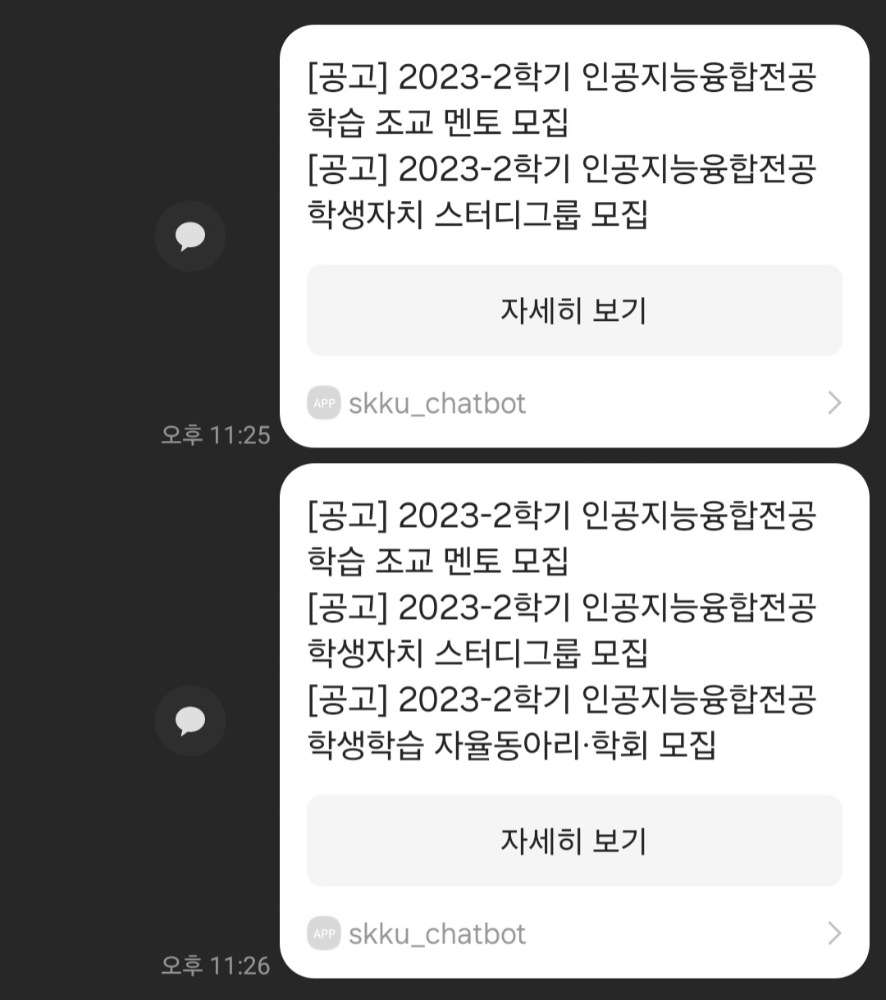 [공고] 2023-2학기 인공지능융합전공
학습 조교 멘토 모집
[공고] 2023-2학기 인공지능융합전공
학생자치 스터디그룹 모집
자세히 보기
APP skku_chatbot
오후 11:25
[공고] 2023-2학기 인공지능융합전공
학습 조교 멘토 모집
[공고] 2023-2학기 인공지능융합전공
학생자치 스터디그룹 모집
[공고] 2023-2학기 인공지능융합전공
학생학습 자율동아리·학회 모집
자세히 보기
APP skku_chatbot
오후 11:26